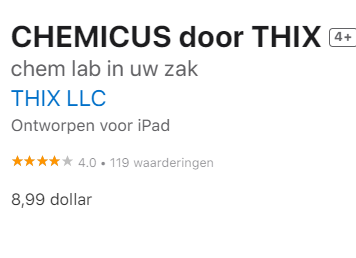 CHEMICUS door THIX 4+
chem lab in uw zak
THIX LLC
Ontworpen voor iPad
4.0 • 119 waarderingen
8,99 dollar